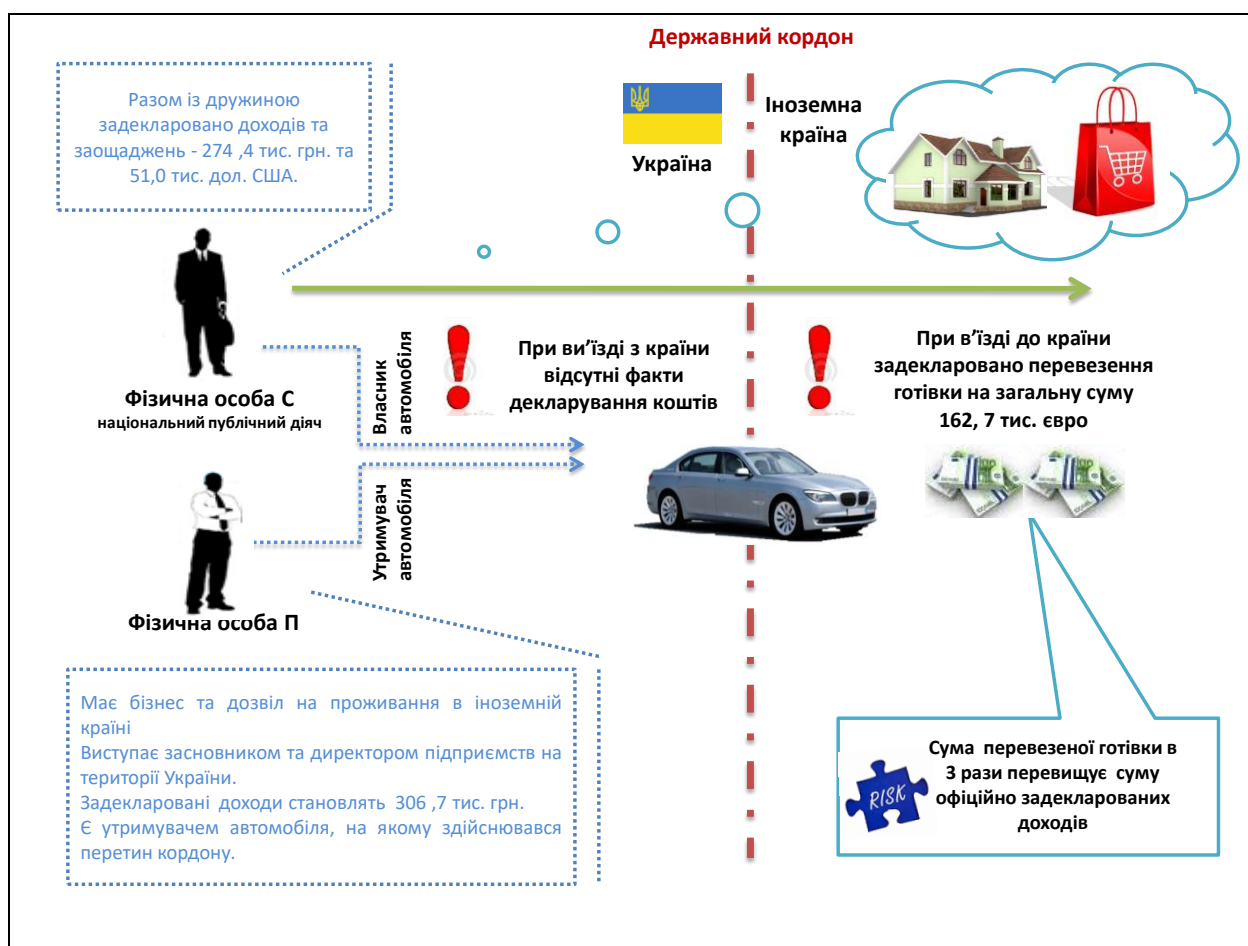 Державний кордон
Разом із дружиною
задекларовано доходів та
заощаджень - 274 ,4 тис. грн. та
51,0 тис. дол. США.
Україна
Іноземна
країна
Фізична особа С
національний публічний діяч
Власник
автомобіля
При ви’їзді з країни
відсутні факти
декларування коштів
При в’їзді до країни
задекларовано перевезення
готівки на загальну суму
162, 7 тис. євро
Утримувач
автомобіля
Фізична особа П
Має бізнес та дозвіл на проживання в іноземній
країні
Виступає засновником та директором підприємств на
території України.
Задекларовані доходи становлять 306 ,7 тис. грн.
Є утримувачем автомобіля, на якому здійснювався
перетин кордону.
RISK
Сума перевезеної готівки в
3 рази перевищує суму
офіційно задекларованих
доходів